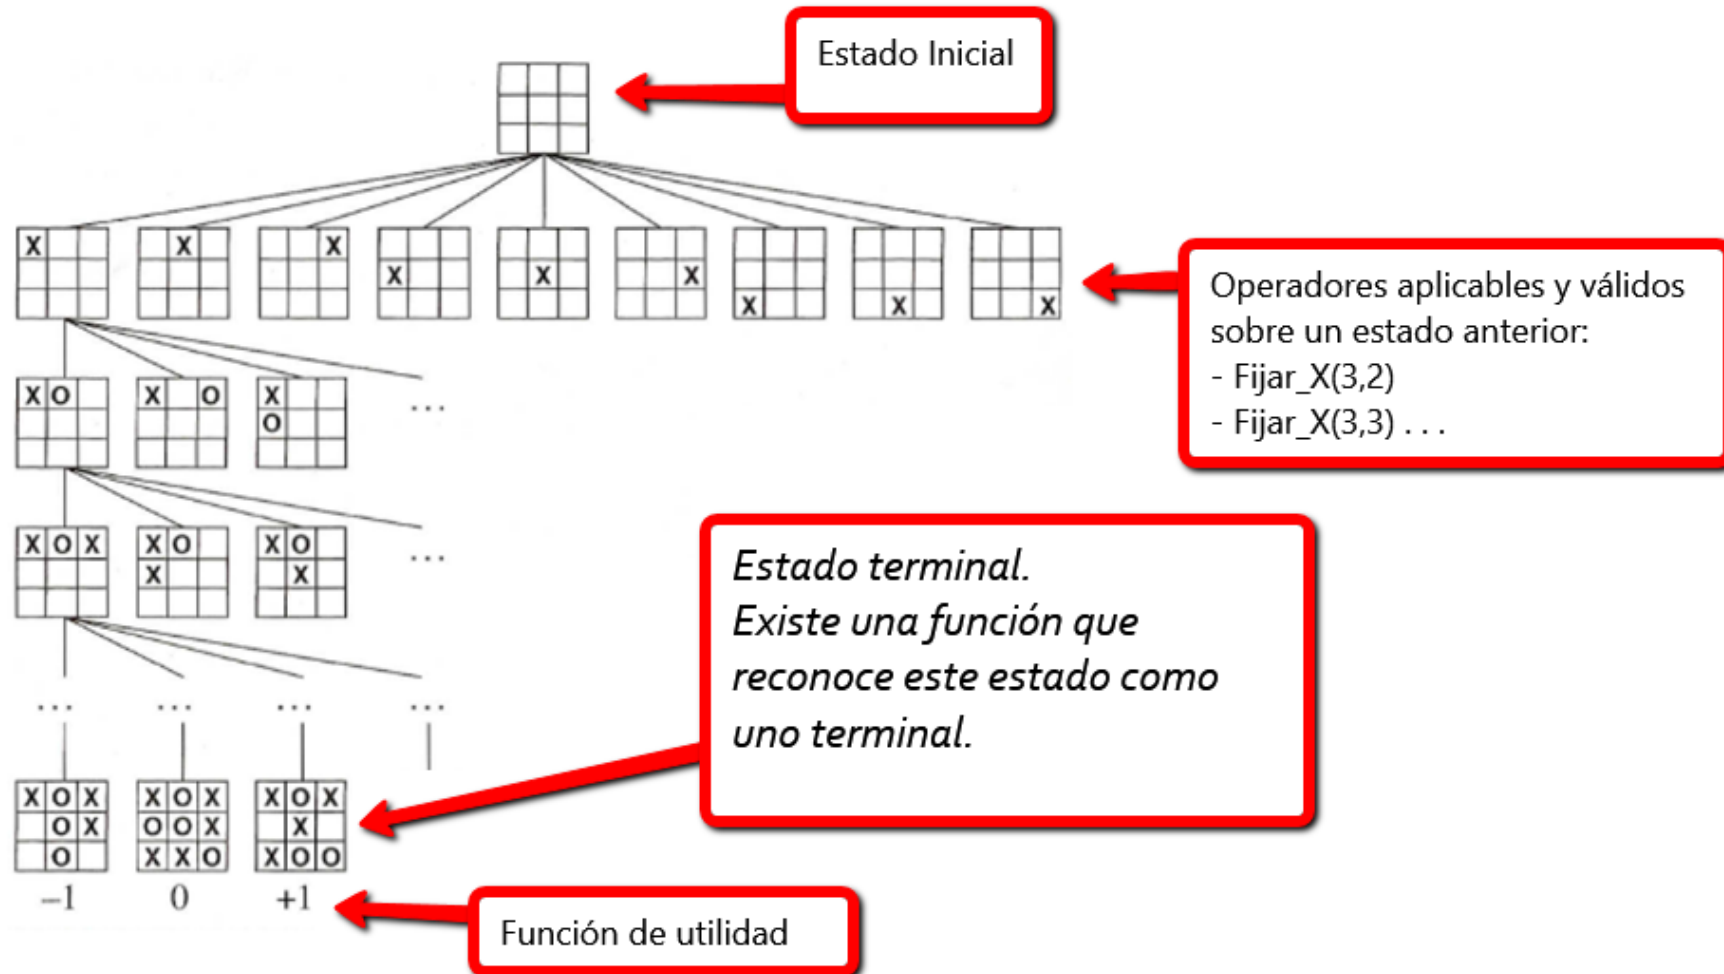 Estado Inicial
X X X X X X X X X
Operadores aplicables y válidos
sobre un estado anterior:
- Fijar_X(3,2)
- Fijar_X(3,3) . . .
X O X O X
O
...
X O X X O X O
X X
...
Estado terminal.
Existe una función que
reconoce este estado como
uno terminal.
... ... ... ...
X O X X O X X O X
O X O O X X
O X X O X O O
−1 0 +1
Función de utilidad